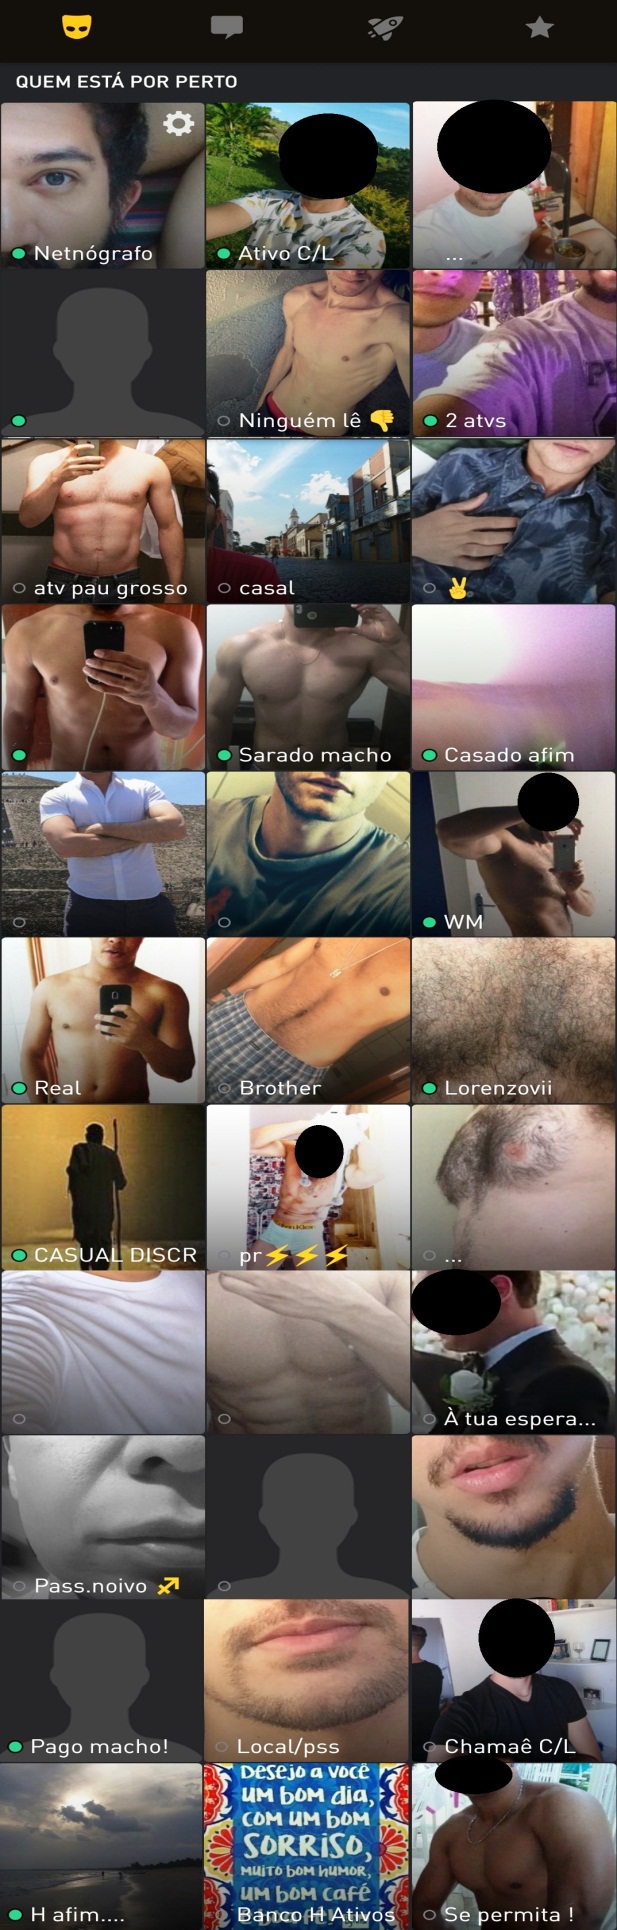 QUEM ESTÁ POR PERTO
Netnógrafo
Ativo C/L
...
Ninguém lê 👎
2 atvs
atv pau grosso
casal
✌
Sarado macho
Casado afim
WM
Real
Brother
Lorenzovii
CASUAL DISCR
pr⚡⚡⚡
...
À tua espera...
Pass.noivo ♐
Pago macho!
Local/pss
Chamaê C/L
H afim....
DESEJO A VOCÊ
UM BOM DIA,
COM UM BOM
SORRISO,
MUITO BOM HUMOR,
UM BOM CAFÉ
Banco H Ativos
Se permita !